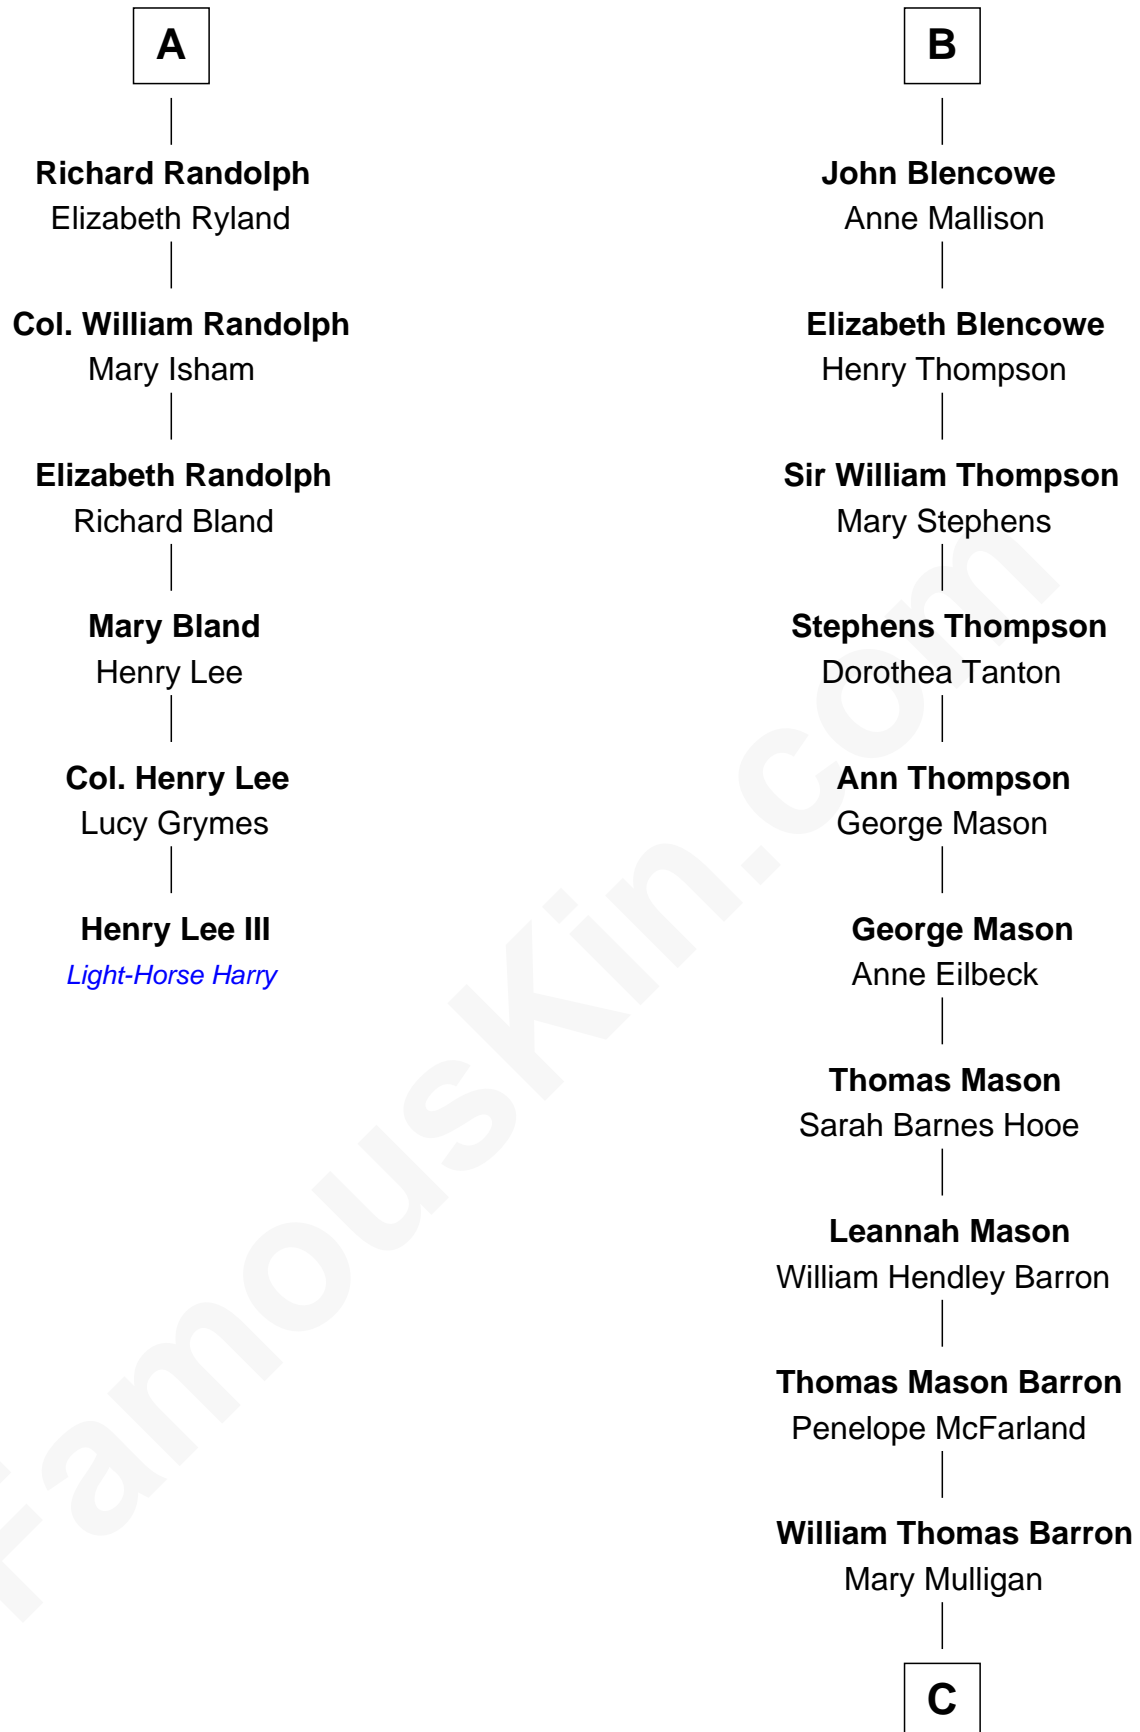 A
Richard Randolph
Elizabeth Ryland
Col. William Randolph
Mary Isham
Elizabeth Randolph
Richard Bland
Mary Bland
Henry Lee
Col. Henry Lee
Lucy Grymes
Henry Lee III
Light-Horse Harry
B
John Blencowe
Anne Mallison
Elizabeth Blencowe
Henry Thompson
Sir William Thompson
Mary Stephens
Stephens Thompson
Dorothea Tanton
Ann Thompson
George Mason
George Mason
Anne Eilbeck
Thomas Mason
Sarah Barnes Hooe
Leannah Mason
William Hendley Barron
Thomas Mason Barron
Penelope McFarland
William Thomas Barron
Mary Mulligan
C
FamousKin.com